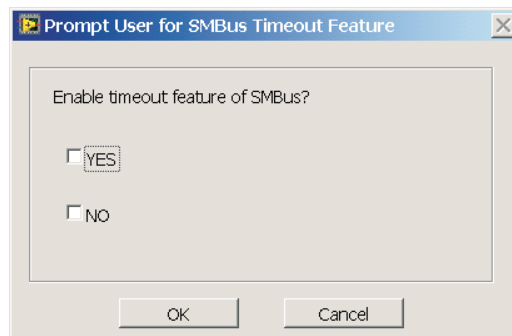 Prompt User for SMBus Timeout Feature
Enable timeout feature of SMBus?
YES
NO
OK Cancel